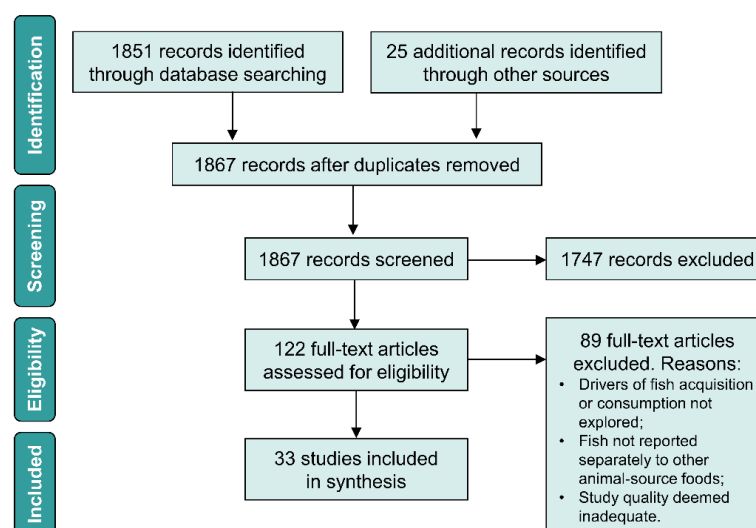 Identification
1851 records identified
through database searching
25 additional records identified
through other sources
1867 records after duplicates removed
Screening
1867 records screened
1747 records excluded
Eligibility
122 full-text articles
assessed for eligibility
89 full-text articles
excluded. Reasons:
• Drivers of fish acquisition
or consumption not
explored;
• Fish not reported
separately to other
animal-source foods;
• Study quality deemed
inadequate.
Included
33 studies included
in synthesis